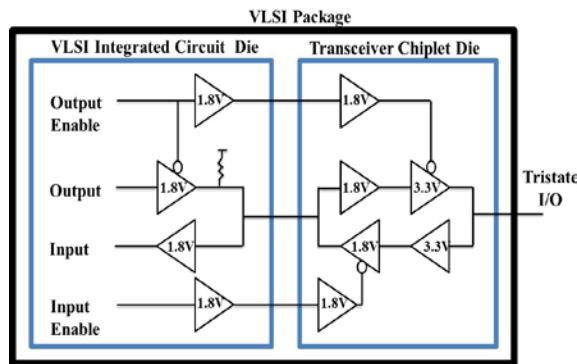 VLSI Package
VLSI Integrated Circuit Die
Transceiver Chiplet Die
Output
Enable
1.8V
1.8V
Output
1.8V
1.8V
3.3V
Tristate
I/O
Input
1.8V
1.8V
3.3V
Input
Enable
1.8V
1.8V